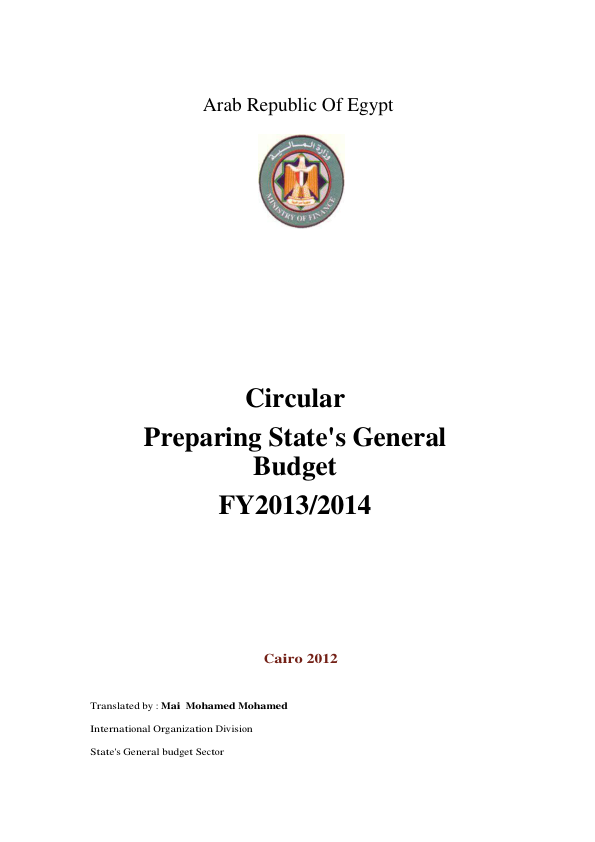 Arab Republic Of Egypt
وزارة المالية
MINISTRY OF FINANCE
Circular
Preparing State's General
Budget
FY2013/2014
Cairo 2012
Translated by : Mai Mohamed Mohamed
International Organization Division
State's General budget Sector